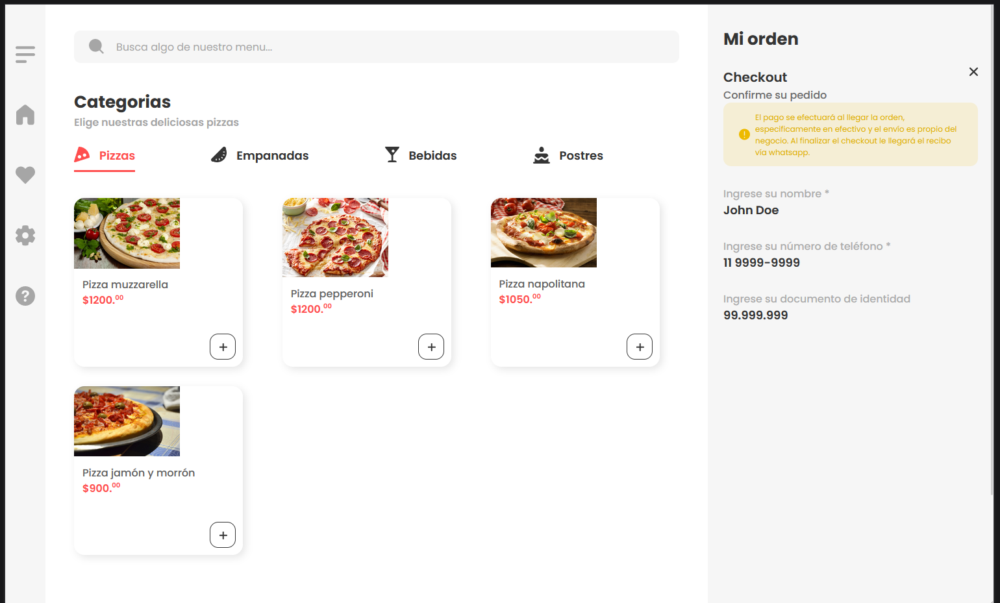 Busca algo de nuestro menu...
Categorias
Elige nuestras deliciosas pizzas
Pizzas
Empanadas
Bebidas
Postres
Pizza muzzarella
$1200.00
Pizza pepperoni
$1200.00
Pizza napolitana
$1050.00
Pizza jamón y morrón
$900.00
Mi orden
Checkout
Confirme su pedido
El pago se efectuará al llegar la orden,
especificamente en efectivo y el envío es propio del
negocio. Al finalizar el checkout le llegará el recibo
vía whatsapp.
Ingrese su nombre *
John Doe
Ingrese su número de teléfono *
11 9999-9999
Ingrese su documento de identidad
99.999.999